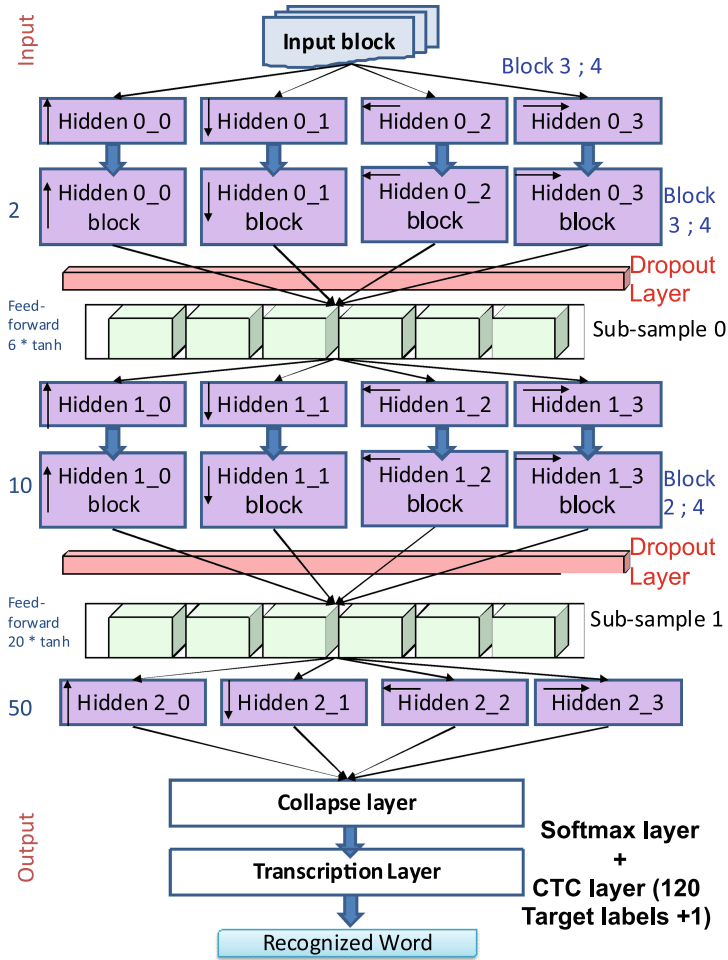 Input
Input block
Block 3 ; 4
Hidden 0_0
Hidden 0_1
Hidden 0_2
Hidden 0_3
2
Hidden 0_0
block
Hidden 0_1
block
Hidden 0_2
block
Hidden 0_3
block
Block
3 ; 4
Dropout
Layer
Feed-
forward
6 * tanh
Sub-sample 0
Hidden 1_0
Hidden 1_1
Hidden 1_2
Hidden 1_3
10
Hidden 1_0
block
Hidden 1_1
block
Hidden 1_2
block
Hidden 1_3
block
Block
2 ; 4
Dropout
Layer
Feed-
forward
20 * tanh
Sub-sample 1
50
Hidden 2_0
Hidden 2_1
Hidden 2_2
Hidden 2_3
Output
Collapse layer
Transcription Layer
Softmax layer
+
CTC layer (120
Target labels +1)
Recognized Word